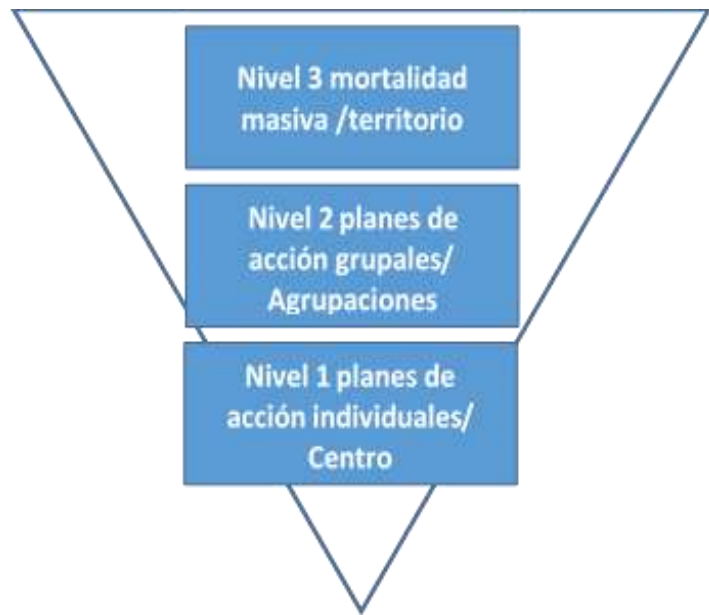 Nivel 3 mortalidad
masiva /territorio
Nivel 2 planes de
acción grupales/
Agrupaciones
Nivel 1 planes de
acción individuales/
Centro